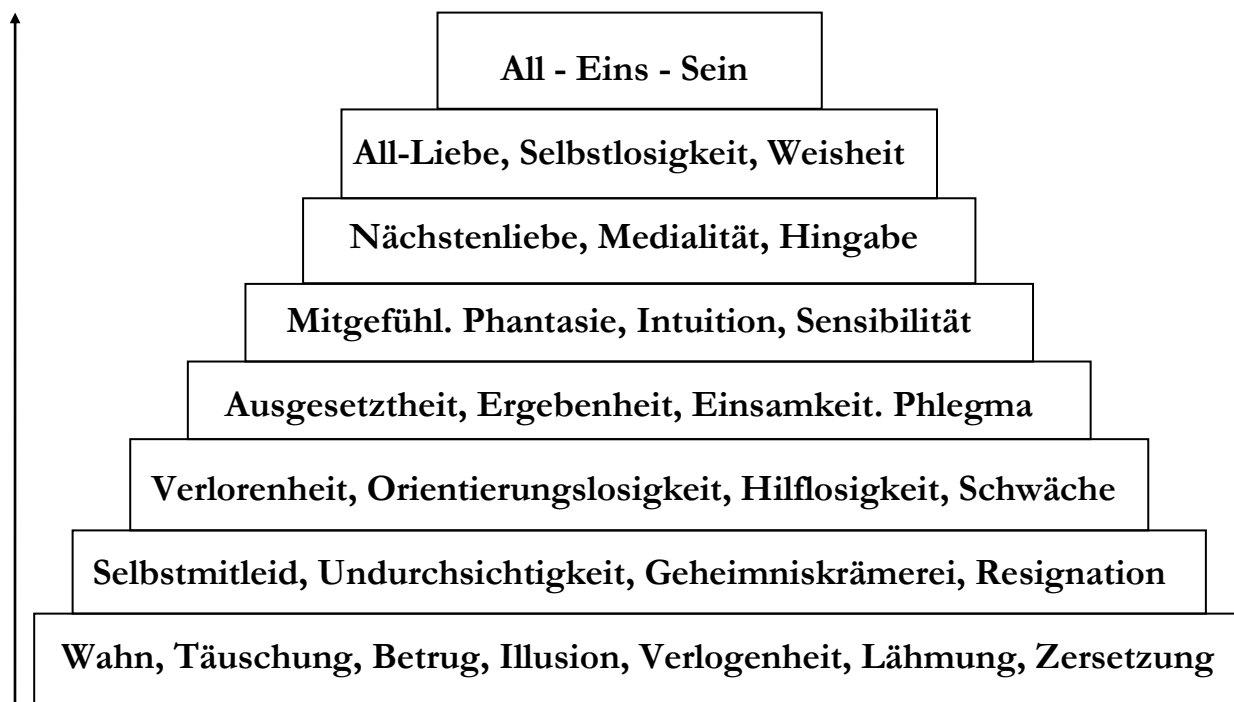 All - Eins - Sein
All-Liebe, Selbstlosigkeit, Weisheit
Nächstenliebe, Medialität, Hingabe
Mitgefühl. Phantasie, Intuition, Sensibilität
Ausgesetztheit, Ergebenheit, Einsamkeit. Phlegma
Verlorenheit, Orientierungslosigkeit, Hilflosigkeit, Schwäche
Selbstmitleid, Undurchsichtigkeit, Geheimniskrämerei, Resignation
Wahn, Täuschung, Betrug, Illusion, Verlogenheit, Lähmung, Zersetzung